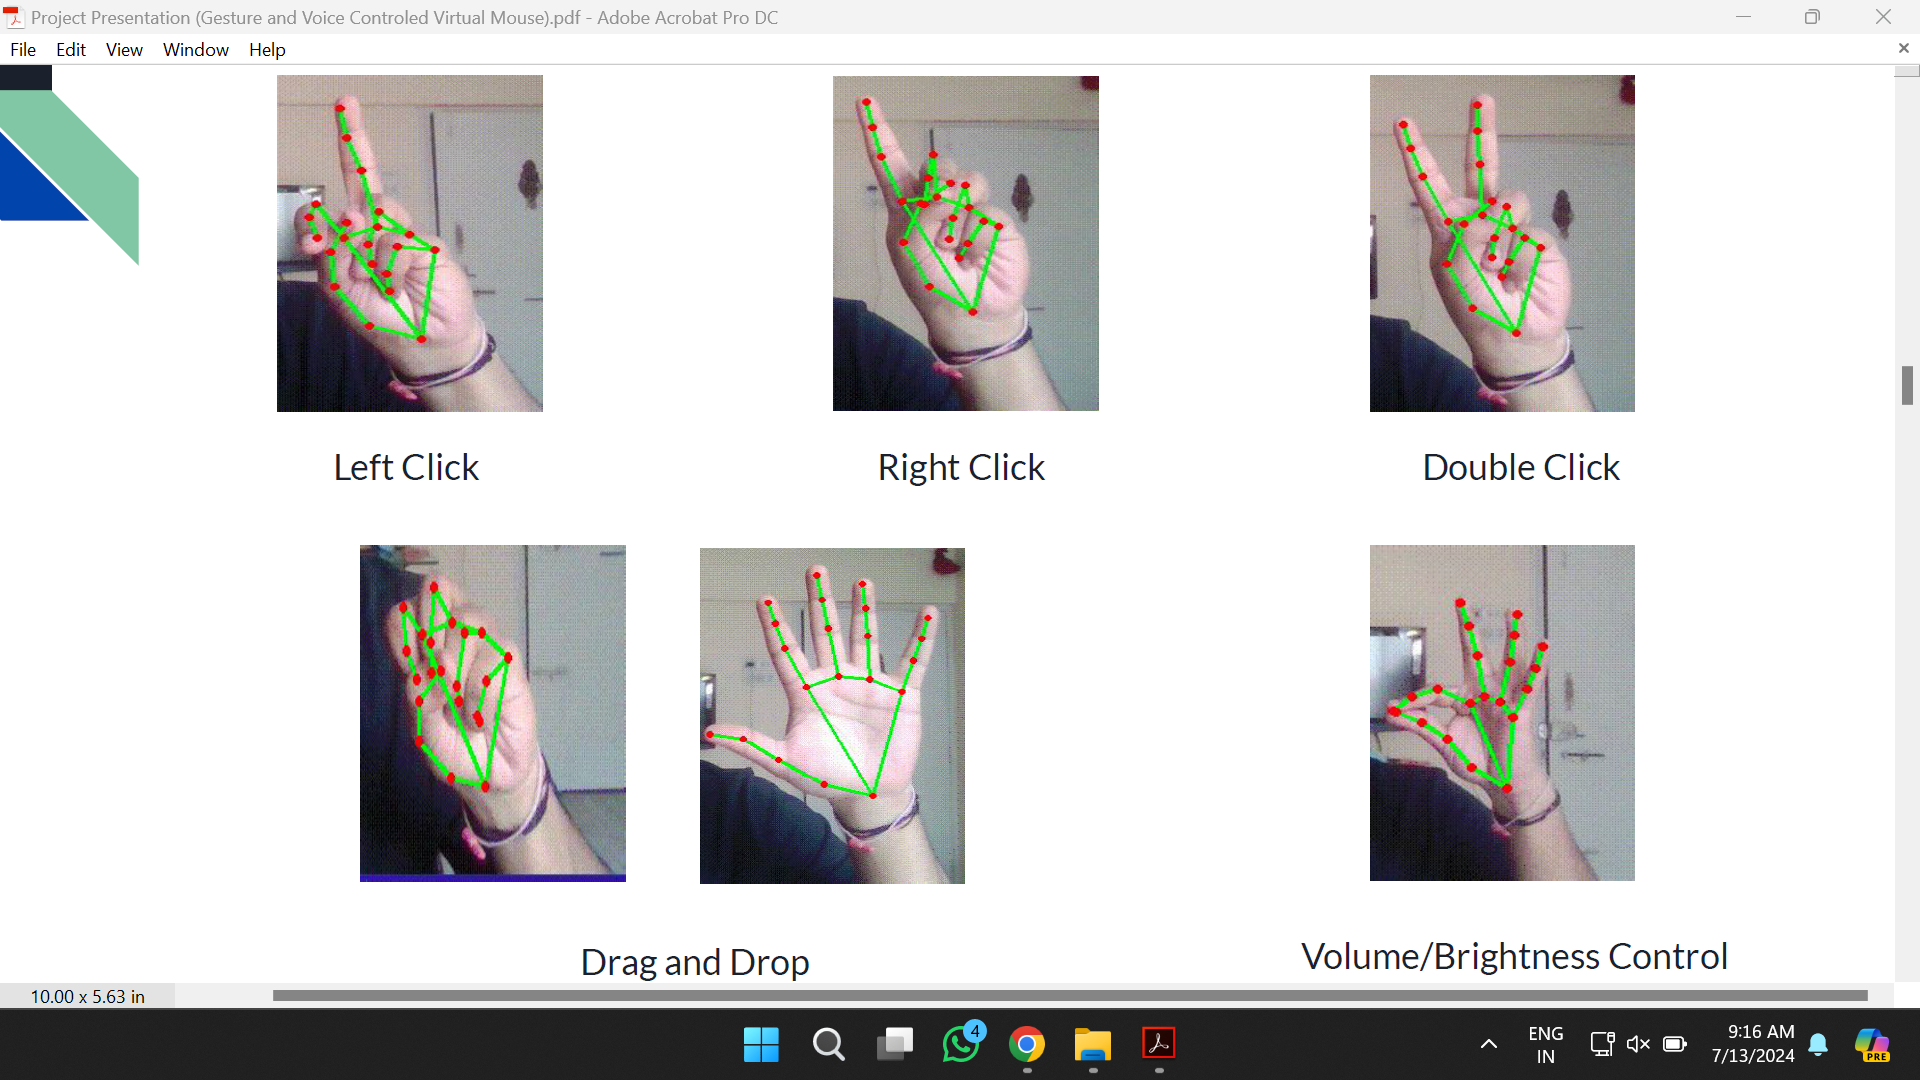 Project Presentation (Gesture and Voice Controled Virtual Mouse).pdf - Adobe Acrobat Pro DC
File Edit View Window Help
Left Click
Right Click
Double Click
Drag and Drop
Volume/Brightness Control
10.00 x 5.63 in
4
ENG
IN
9:16 AM
7/13/2024
PRE